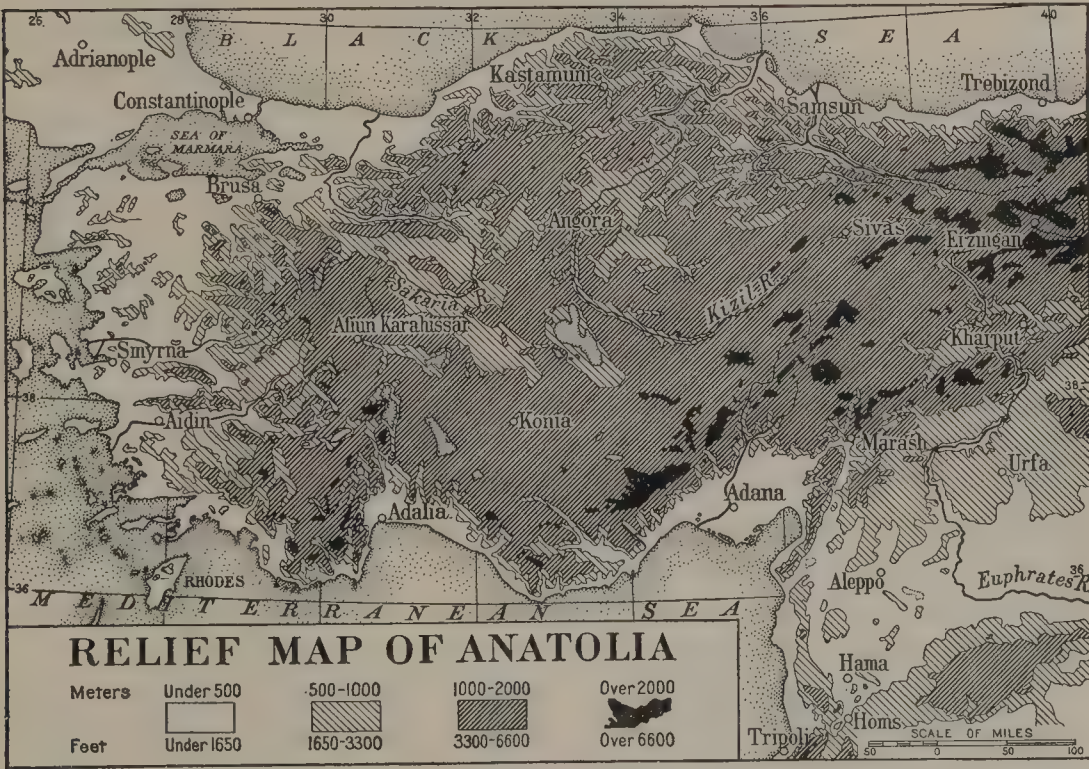 26 28 30 32 34 36 40
BLACK SEA
Adrianople
Kastamuni
Trebizond
Constantinople
Samsun
SEA OF
MARMARA
Brusa
Angora
Sivas
Erzingan
Sakaria R.
Kizil R.
Afiun Karahissar
Kharput
Smyrna
38 38
Aidin
Konia
Marash
Urfa
Adalia
Adana
36 RHODES
Aleppo
Euphrates R.
36
MEDITERRANEAN SEA
RELIEF MAP OF ANATOLIA
Hama
Meters Under 500 500-1000 1000-2000 Over 2000
Homs
Feet Under 1650 1650-3300 3300-6600 Over 6600
Tripoli
SCALE OF MILES
50 0 50 100